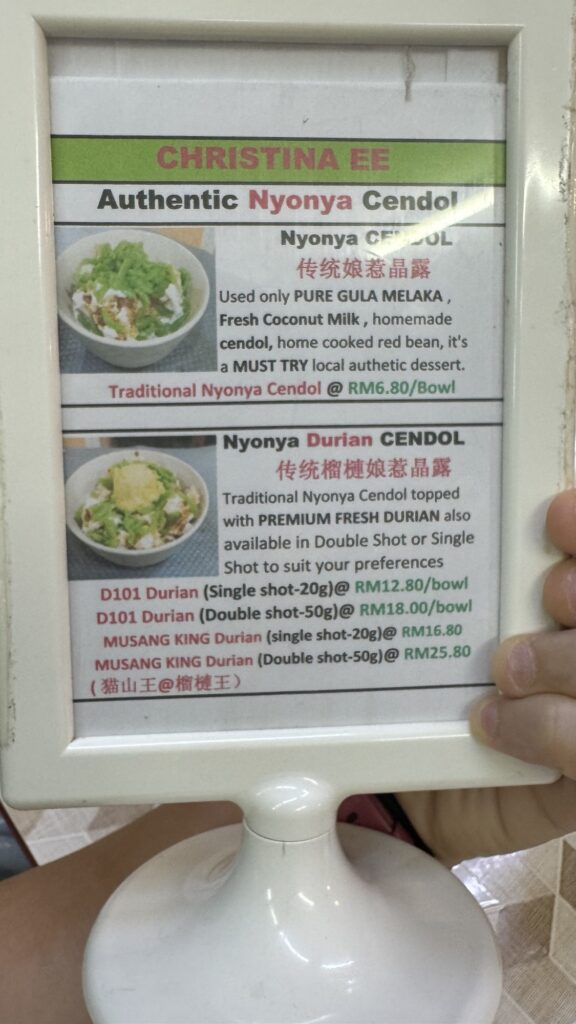 CHRISTINA EE
Authentic Nyonya Cendol
Nyonya CENDOL
传统娘惹晶露
Used only PURE GULA MELAKA ,
Fresh Coconut Milk , homemade
cendol, home cooked red bean, it's
a MUST TRY local authetic dessert.
Traditional Nyonya Cendol @ RM6.80/Bowl
Nyonya Durian CENDOL
传统榴梿娘惹晶露
Traditional Nyonya Cendol topped
with PREMIUM FRESH DURIAN also
available in Double Shot or Single
Shot to suit your preferences
D101 Durian (Single shot-20g)@ RM12.80/bowl
D101 Durian (Double shot-50g)@ RM18.00/bowl
MUSANG KING Durian (single shot-20g)@ RM16.80
MUSANG KING Durian (Double shot-50g)@ RM25.80
(猫山王@榴梿王)